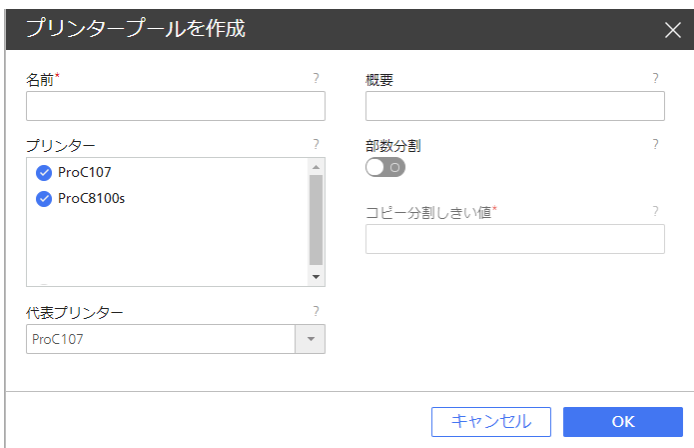 プリンタープールを作成
名前*
?
概要
?
プリンター
?
ProC107
ProC8100s
部数分割
?
コピー分割しきい値*
?
代表プリンター
?
ProC107
キャンセル
OK